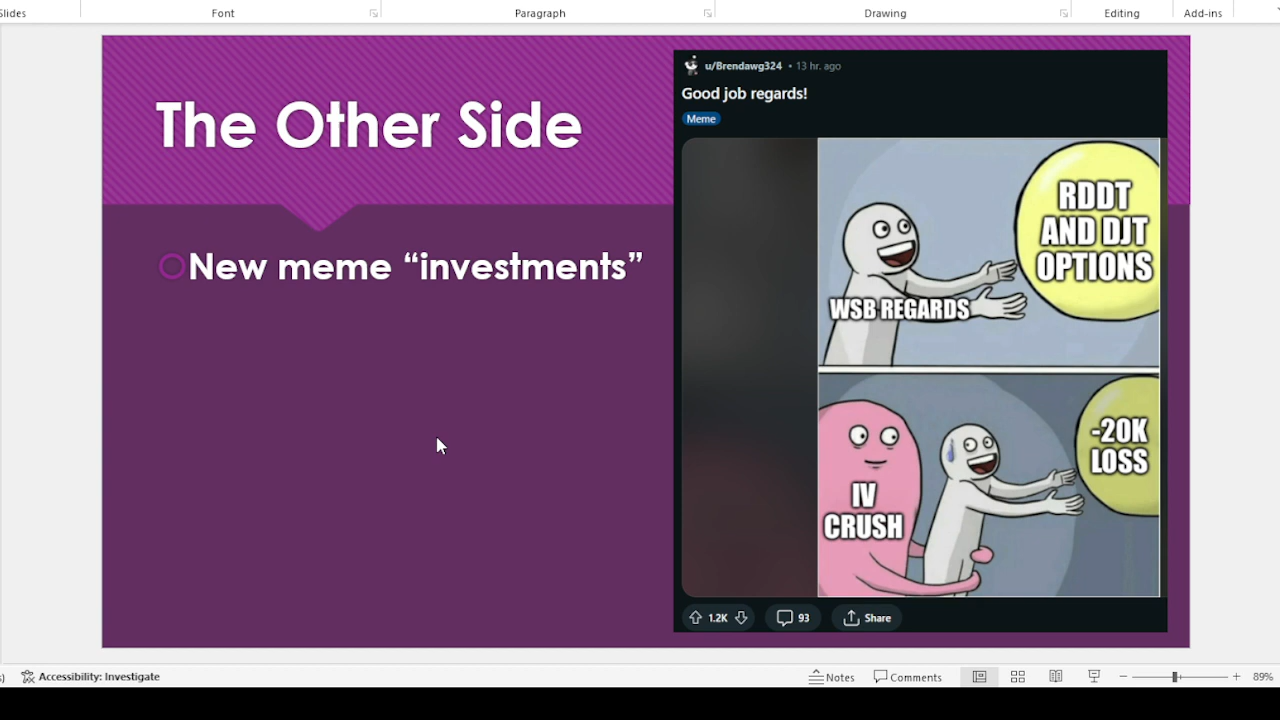 Slides
Font
Paragraph
Drawing
Editing
Add-ins
The Other Side
New meme “investments”
u/Brendawg324 • 13 hr. ago
Good job regards!
Meme
RDDT
AND DJT
OPTIONS
WSB REGARDS
-20K
LOSS
IV
CRUSH
1.2K
93
Share
Accessibility: Investigate
Notes
Comments
89%